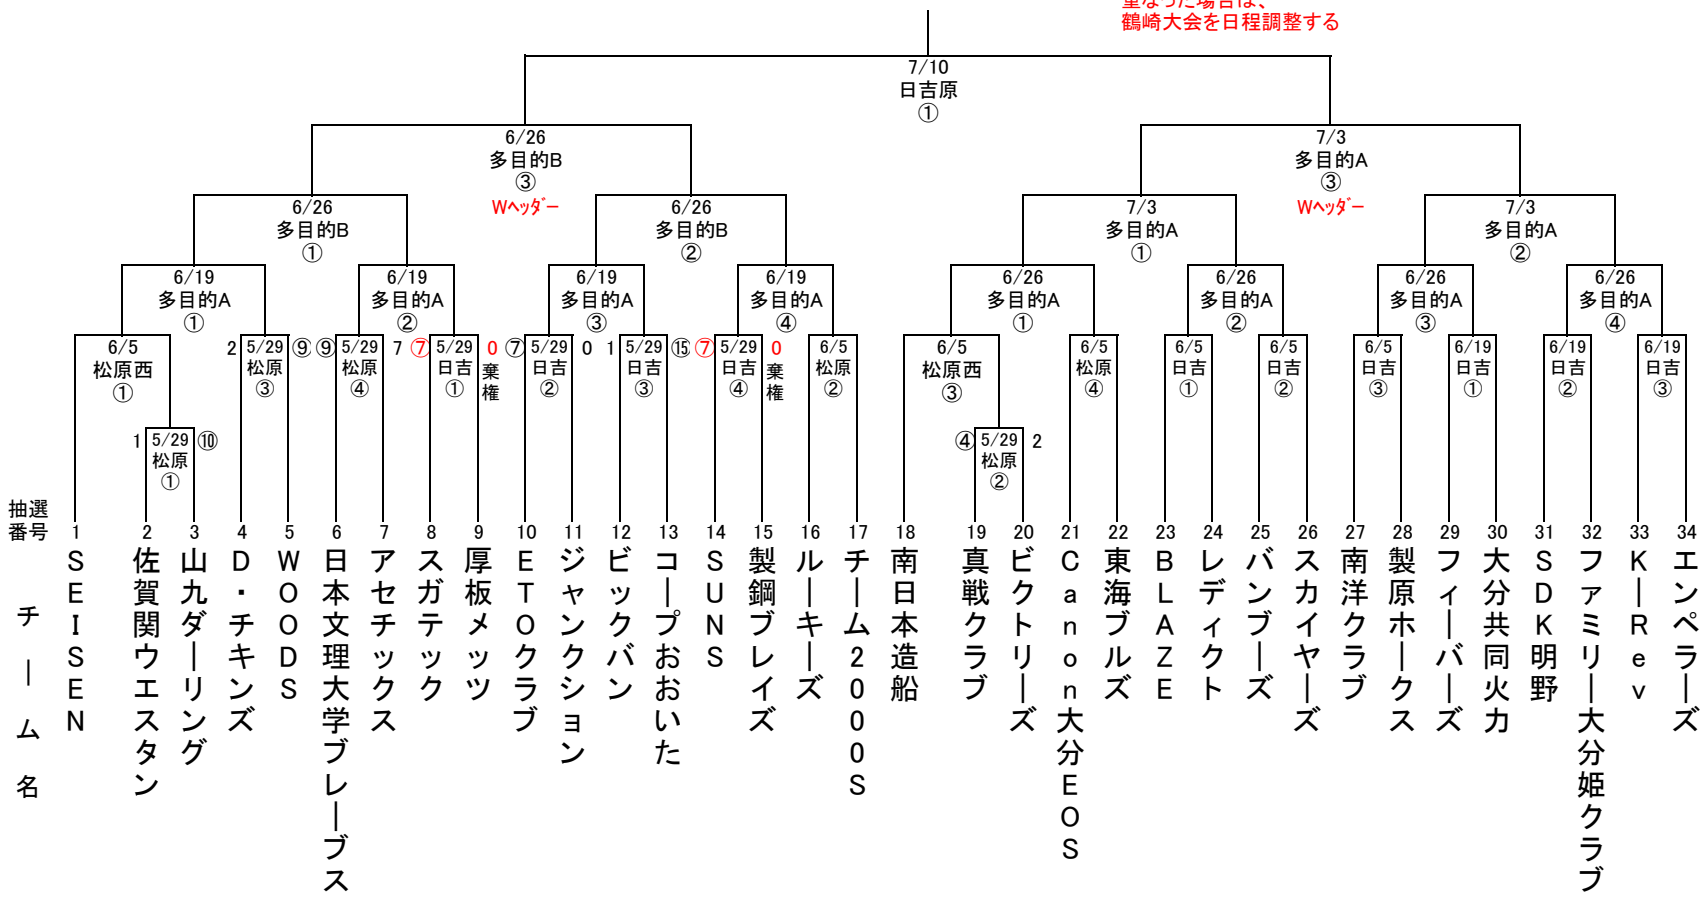 鶴崎大会を日程調整する
7/10
日吉原
①
6/26
多目的B
③
Wヘッダー
7/3
多目的A
③
Wヘッダー
6/26
多目的B
①
6/26
多目的B
②
7/3
多目的A
①
7/3
多目的A
②
6/19
多目的A
①
6/19
多目的A
②
6/19
多目的A
③
6/19
多目的A
④
6/26
多目的A
①
6/26
多目的A
②
6/26
多目的A
③
6/26
多目的A
④
6/5
松原西
①
2 5/29 ⑨
松原
③
⑨ 5/29 7
松原
④
⑦ 5/29 0
日吉 棄権
①
⑦ 5/29 0
日吉
②
1 5/29 ⑮
日吉
③
⑦ 5/29 0
日吉 棄権
④
6/5
松原
②
6/5
松原西
③
6/5
松原
④
6/5
日吉
①
6/5
日吉
②
6/5
日吉
③
6/19
日吉
①
6/19
日吉
②
6/19
日吉
③
1 5/29 ⑩
松原
①
④ 5/29 2
松原
②
抽選
番号
チーム名
1 SEISEN
2 佐賀関ウエスタン
3 山九ダーリング
4 D・チキンズ
5 WOODS
6 日本文理大学ブレーブス
7 アセチックス
8 スガテック
9 厚板メッツ
10 ETOクラブ
11 ジャンクション
12 ビックバン
13 コープおおいた
14 SUNS
15 製鋼ブレイズ
16 ルーキーズ
17 チーム2000S
18 南日本造船
19 真戦クラブ
20 ビクトリーズ
21 Canon大分EOS
22 東海ブルズ
23 BLAZE
24 レディクト
25 バンブーズ
26 スカイヤーズ
27 南洋クラブ
28 製原ホークス
29 フィーバーズ
30 大分共同火力
31 SDK明野
32 ファミリー大分姫クラブ
33 KーRev
34 エンペラーズ